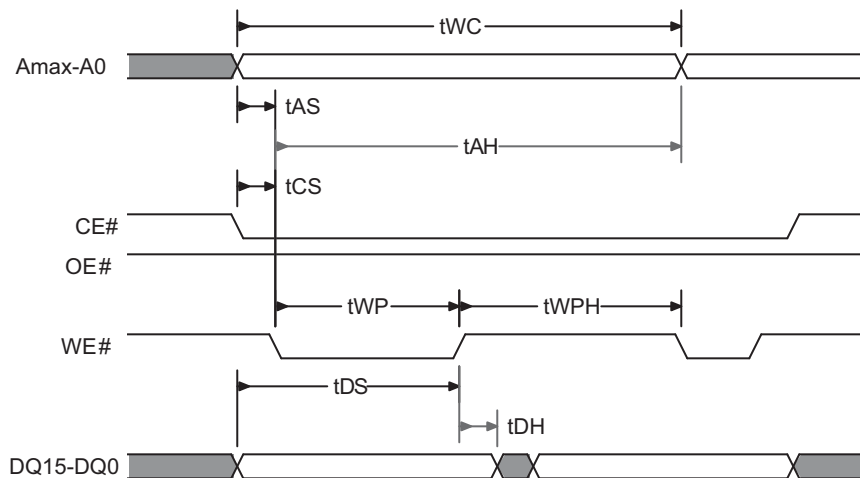 tWC
Amax-A0
tAS
tAH
tCS
CE#
OE#
tWP
tWPH
WE#
tDS
tDH
DQ15-DQ0